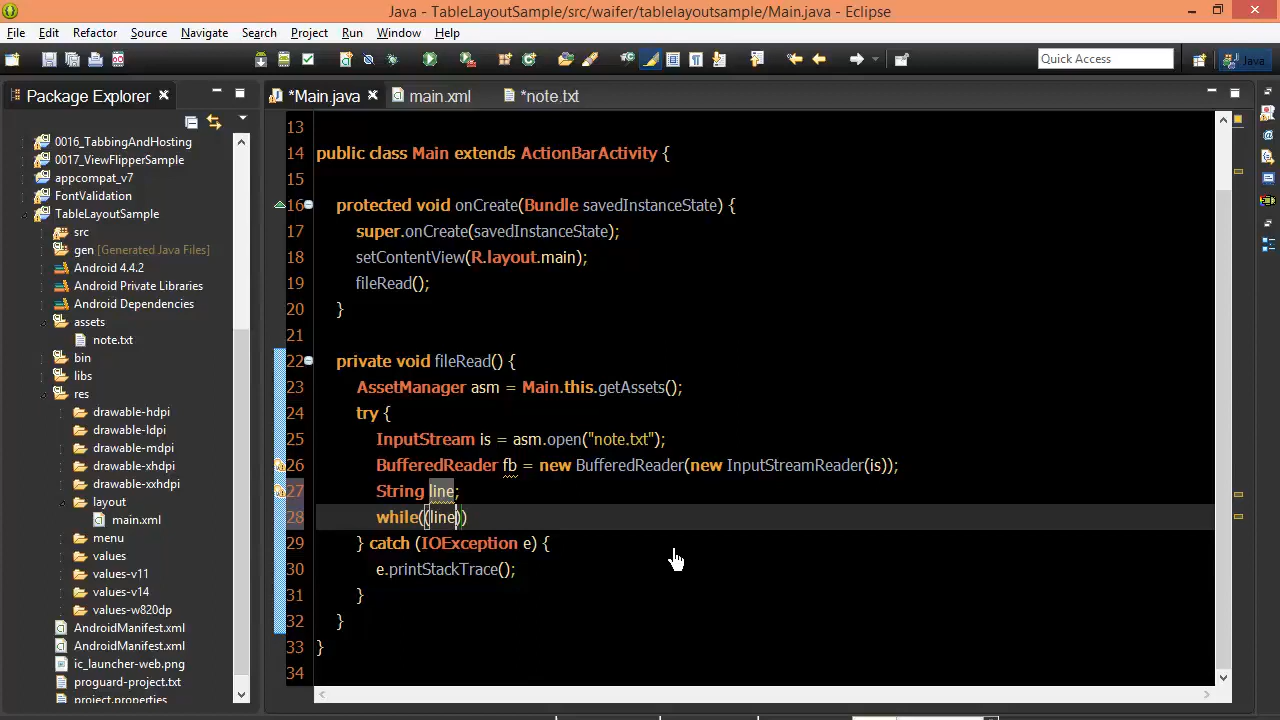 Java - TableLayoutSample/src/waifer/tablelayoutsample/Main.java - Eclipse
File Edit Refactor Source Navigate Search Project Run Window Help
Quick Access
Java
Package Explorer
*Main.java main.xml *note.txt
0016_TabbingAndHosting
0017_ViewFlipperSample
appcompat_v7
FontValidation
TableLayoutSample
src
gen [Generated Java Files]
Android 4.4.2
Android Private Libraries
Android Dependencies
assets
note.txt
bin
libs
res
drawable-hdpi
drawable-ldpi
drawable-mdpi
drawable-xhdpi
drawable-xxhdpi
layout
main.xml
menu
values
values-v11
values-v14
values-w820dp
AndroidManifest.xml
AndroidManifest.xml
ic_launcher-web.png
proguard-project.txt
project.properties
13
14 public class Main extends ActionBarActivity {
15
16 protected void onCreate(Bundle savedInstanceState) {
17 super.onCreate(savedInstanceState);
18 setContentView(R.layout.main);
19 fileRead();
20 }
21
22 private void fileRead() {
23 AssetManager asm = Main.this.getAssets();
24 try {
25 InputStream is = asm.open("note.txt");
26 BufferedReader fb = new BufferedReader(new InputStreamReader(is));
27 String line;
28 while((line))
29 } catch (IOException e) {
30 e.printStackTrace();
31 }
32 }
33 }
34